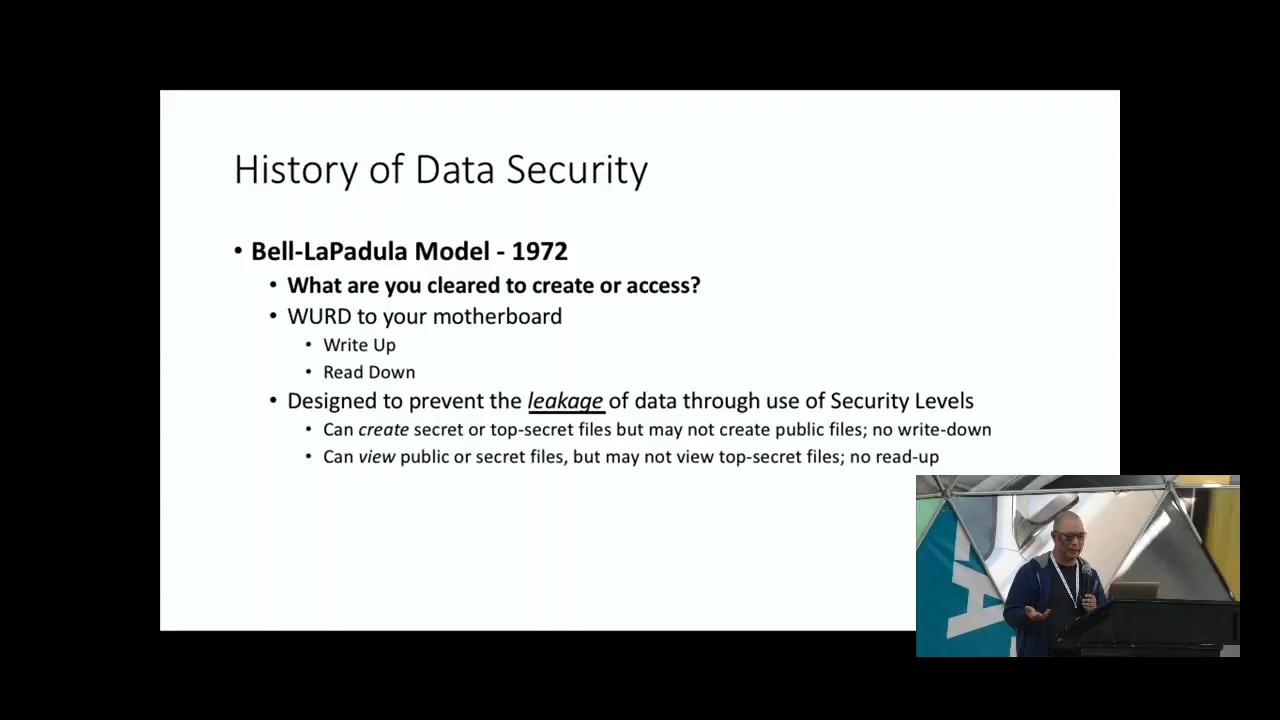 History of Data Security
• Bell-LaPadula Model - 1972
• What are you cleared to create or access?
• WURD to your motherboard
• Write Up
• Read Down
• Designed to prevent the leakage of data through use of Security Levels
• Can create secret or top-secret files but may not create public files; no write-down
• Can view public or secret files, but may not view top-secret files; no read-up